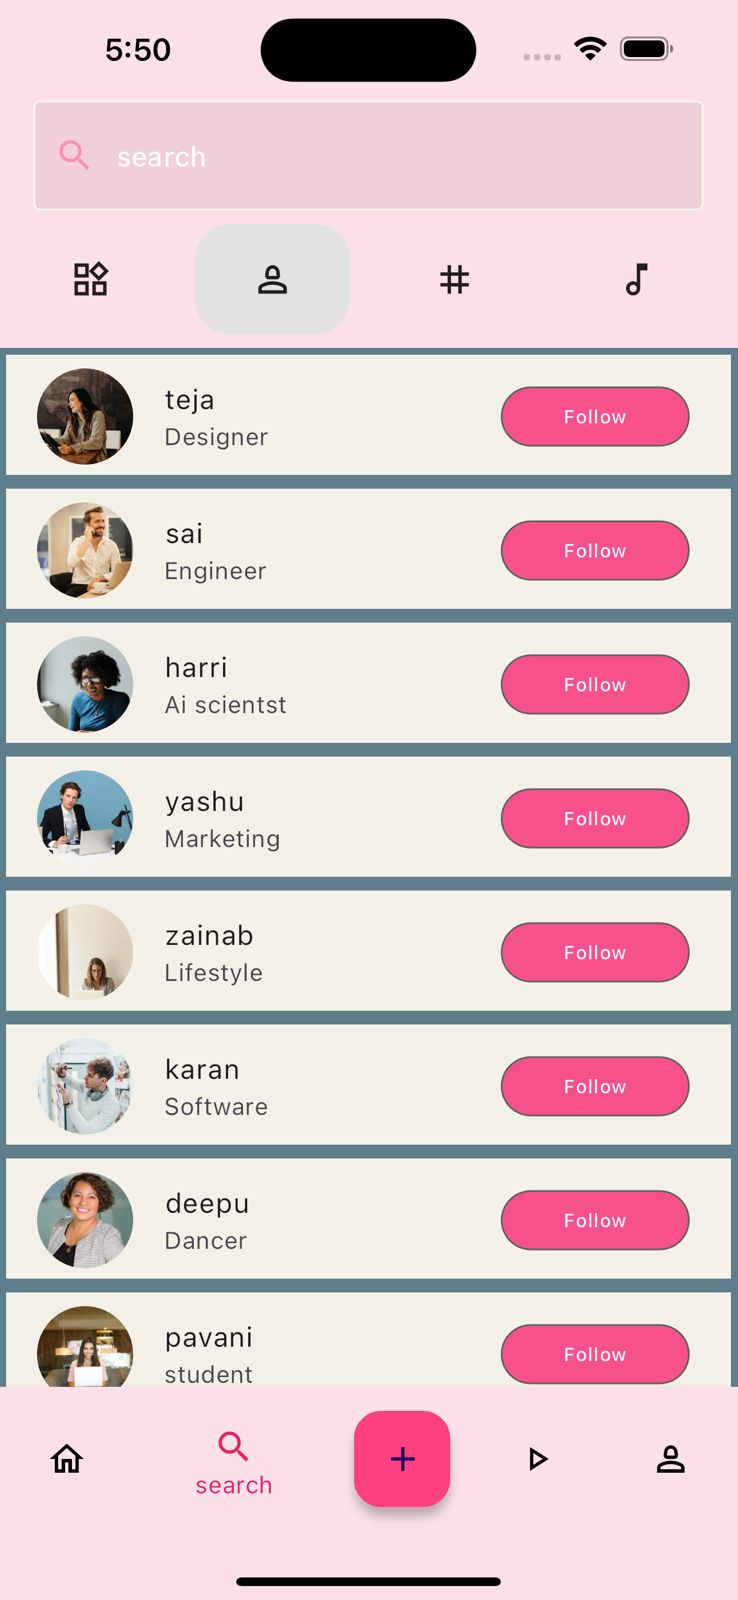 5:50
search
teja
Designer
Follow
sai
Engineer
Follow
harri
Ai scientst
Follow
yashu
Marketing
Follow
zainab
Lifestyle
Follow
karan
Software
Follow
deepu
Dancer
Follow
pavani
student
Follow
search